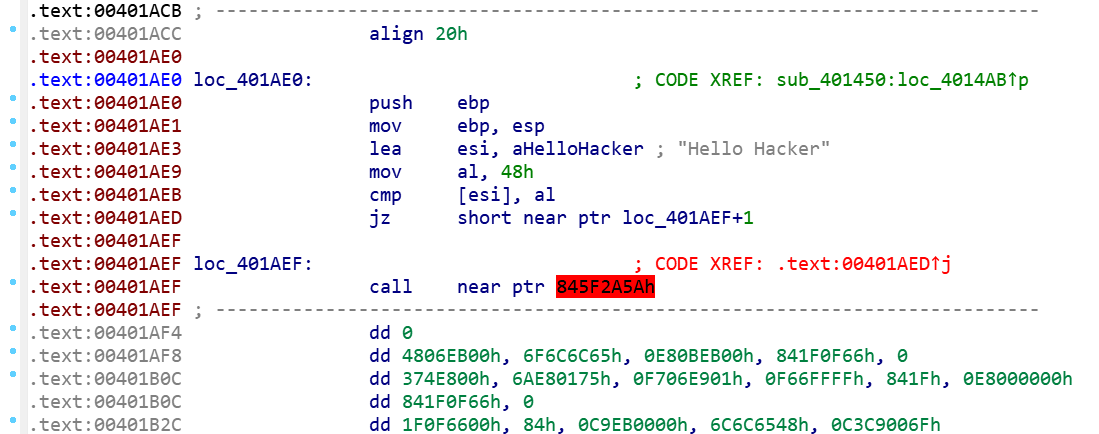 .text:00401ACB ; ---------------------------------------------------------------------------
.text:00401ACC align 20h
.text:00401AE0
.text:00401AE0 loc_401AE0: ; CODE XREF: sub_401450:loc_4014AB↑p
.text:00401AE0 push ebp
.text:00401AE1 mov ebp, esp
.text:00401AE3 lea esi, aHelloHacker ; "Hello Hacker"
.text:00401AE9 mov al, 48h
.text:00401AEB cmp [esi], al
.text:00401AED jz short near ptr loc_401AEF+1
.text:00401AEF
.text:00401AEF loc_401AEF: ; CODE XREF: .text:00401AED↑j
.text:00401AEF call near ptr 845F2A5Ah
.text:00401AEF ; ---------------------------------------------------------------------------
.text:00401AF4 dd 0
.text:00401AF8 dd 4806EB00h, 6F6C6C65h, 0E80BEB00h, 841F0F66h, 0
.text:00401B0C dd 374E800h, 6AE80175h, 0F706E901h, 0F66FFFFh, 841Fh, 0E8000000h
.text:00401B0C dd 841F0F66h, 0
.text:00401B2C dd 1F0F6600h, 84h, 0C9EB0000h, 6C6C6548h, 0C3C9006Fh